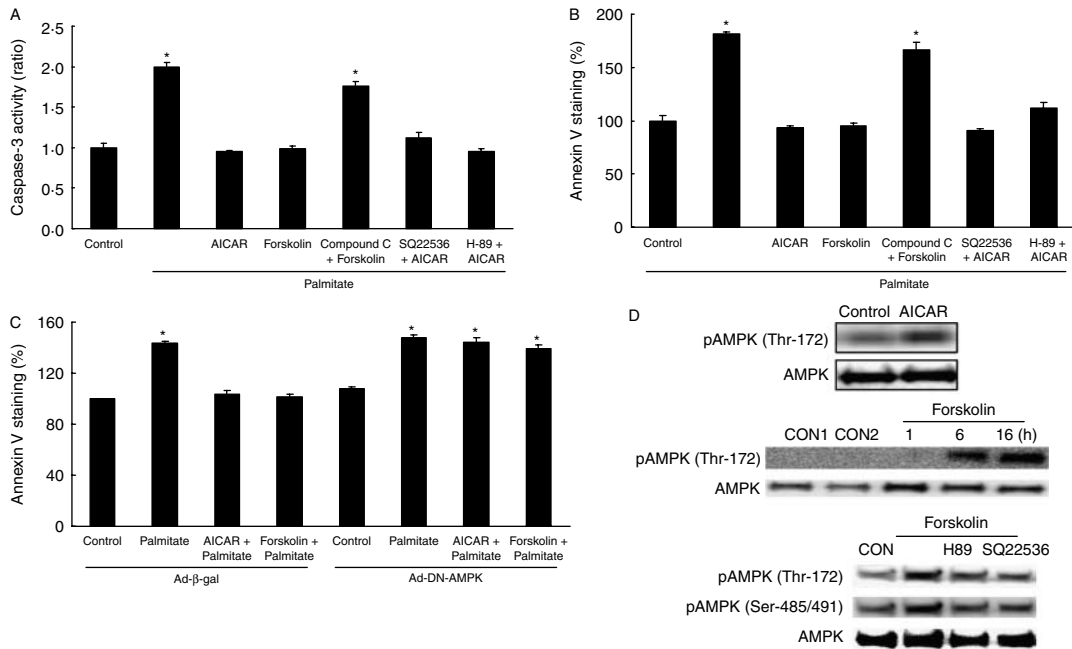 A
Caspase-3 activity (ratio)
2·5
2·0
1·5
1·0
0·5
0·0
*
*
Control
AICAR
Forskolin
Compound C
+ Forskolin
SQ22536
+ AICAR
H-89 +
AICAR
Palmitate
B
Annexin V staining (%)
200
150
100
50
0
*
*
Control
AICAR
Forskolin
Compound C
+ Forskolin
SQ22536
+ AICAR
H-89 +
AICAR
Palmitate
C
Annexin V staining (%)
160
120
80
40
0
*
*
*
*
Control
Palmitate
AICAR +
Palmitate
Forskolin +
Palmitate
Control
Palmitate
AICAR +
Palmitate
Forskolin +
Palmitate
Ad-β-gal
Ad-DN-AMPK
D
Control AICAR
pAMPK (Thr-172)
AMPK
Forskolin
CON1 CON2 1 6 16 (h)
pAMPK (Thr-172)
AMPK
Forskolin
CON H89 SQ22536
pAMPK (Thr-172)
pAMPK (Ser-485/491)
AMPK